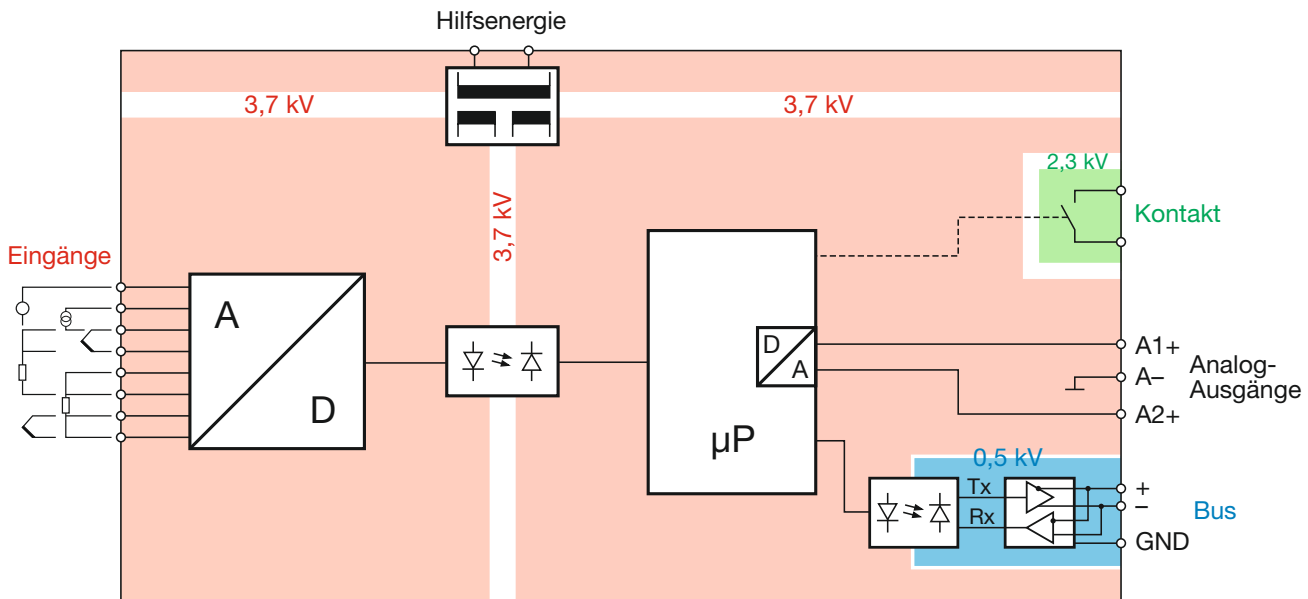 Hilfsenergie
3,7 kV
3,7 kV
3,7 kV
2,3 kV
Kontakt
Eingänge
A
D
D
A
µP
A1+
A–
A2+
Analog-
Ausgänge
0,5 kV
Tx
Rx
+
–
GND
Bus